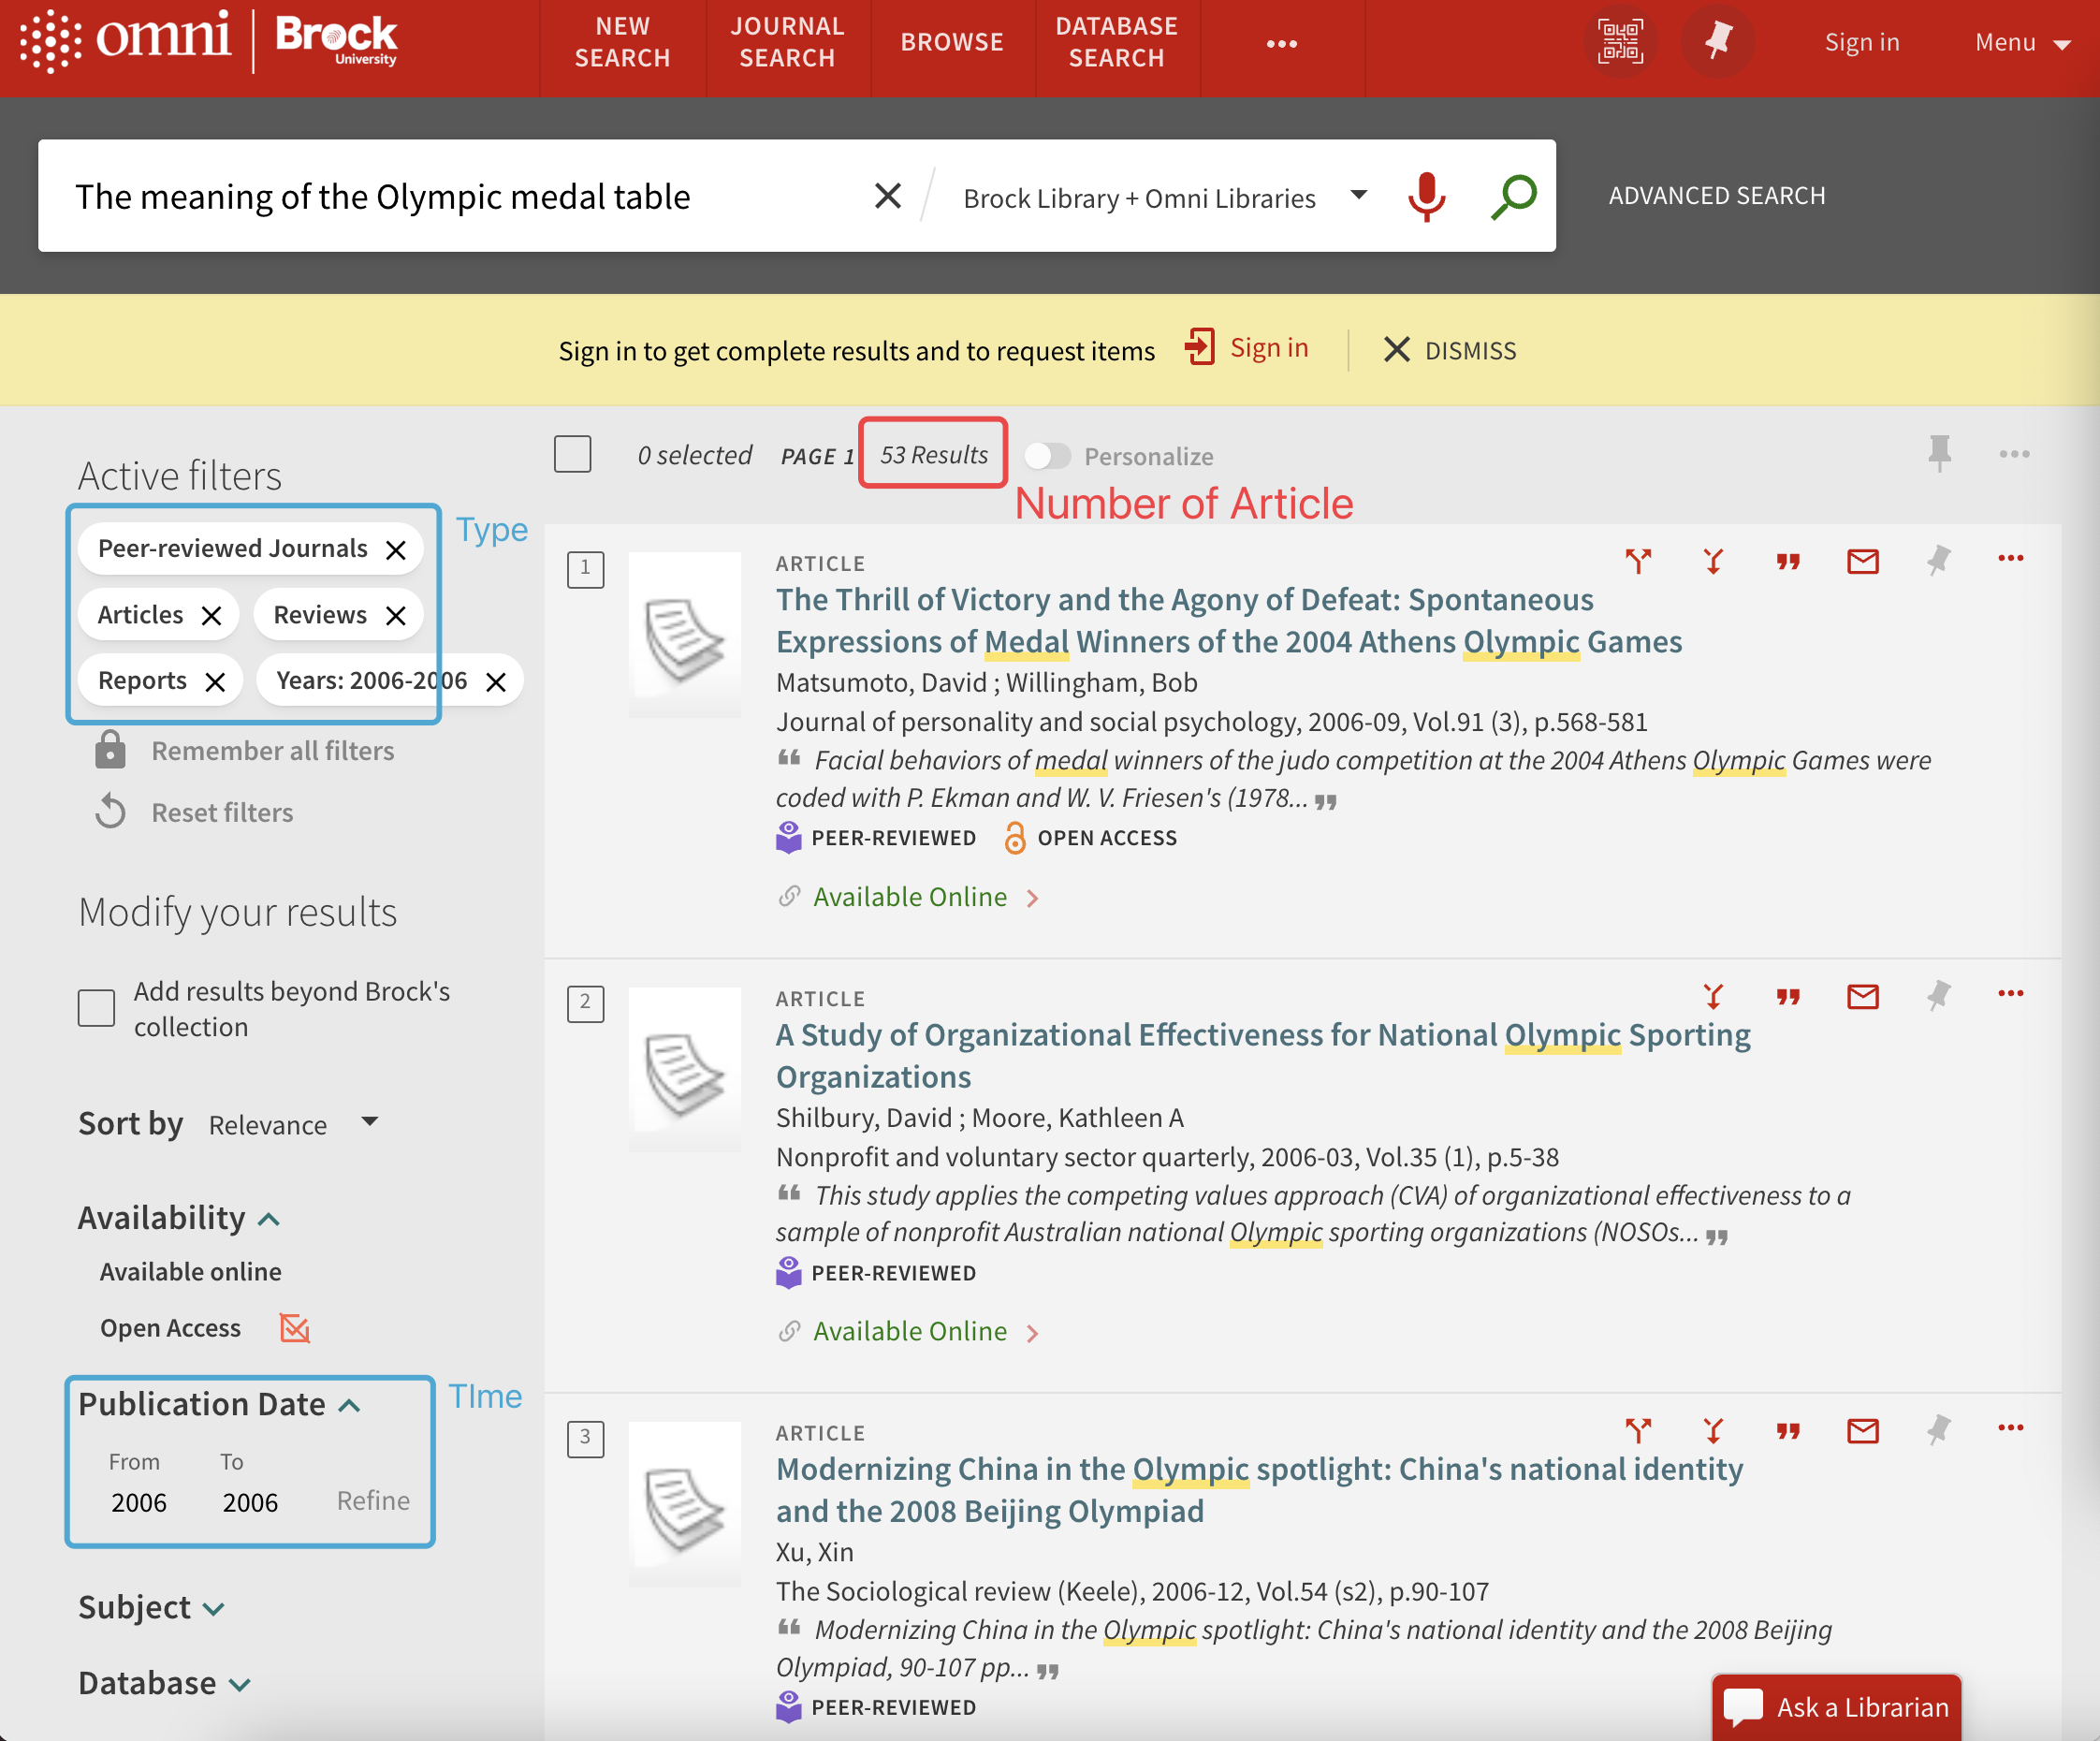 omni
Brock
University
NEW SEARCH
JOURNAL SEARCH
BROWSE
DATABASE SEARCH
Sign in
Menu
The meaning of the Olympic medal table
Brock Library + Omni Libraries
ADVANCED SEARCH
Sign in to get complete results and to request items
Sign in
DISMISS
Active filters
Type
Peer-reviewed Journals
Articles
Reviews
Reports
Years: 2006-2006
Remember all filters
Reset filters
Modify your results
Add results beyond Brock's
collection
Sort by Relevance
Availability
Available online
Open Access
Publication Date
TIme
From To
2006 2006 Refine
Subject
Database
0 selected PAGE 1 53 Results Personalize
Number of Article
1
ARTICLE
The Thrill of Victory and the Agony of Defeat: Spontaneous
Expressions of Medal Winners of the 2004 Athens Olympic Games
Matsumoto, David ; Willingham, Bob
Journal of personality and social psychology, 2006-09, Vol.91 (3), p.568-581
“ Facial behaviors of medal winners of the judo competition at the 2004 Athens Olympic Games were
coded with P. Ekman and W. V. Friesen's (1978... ”
PEER-REVIEWED OPEN ACCESS
Available Online
2
ARTICLE
A Study of Organizational Effectiveness for National Olympic Sporting
Organizations
Shilbury, David ; Moore, Kathleen A
Nonprofit and voluntary sector quarterly, 2006-03, Vol.35 (1), p.5-38
“ This study applies the competing values approach (CVA) of organizational effectiveness to a
sample of nonprofit Australian national Olympic sporting organizations (NOSOs... ”
PEER-REVIEWED
Available Online
3
ARTICLE
Modernizing China in the Olympic spotlight: China's national identity
and the 2008 Beijing Olympiad
Xu, Xin
The Sociological review (Keele), 2006-12, Vol.54 (s2), p.90-107
“ Modernizing China in the Olympic spotlight: China's national identity and the 2008 Beijing
Olympiad, 90-107 pp... ”
PEER-REVIEWED
Ask a Librarian